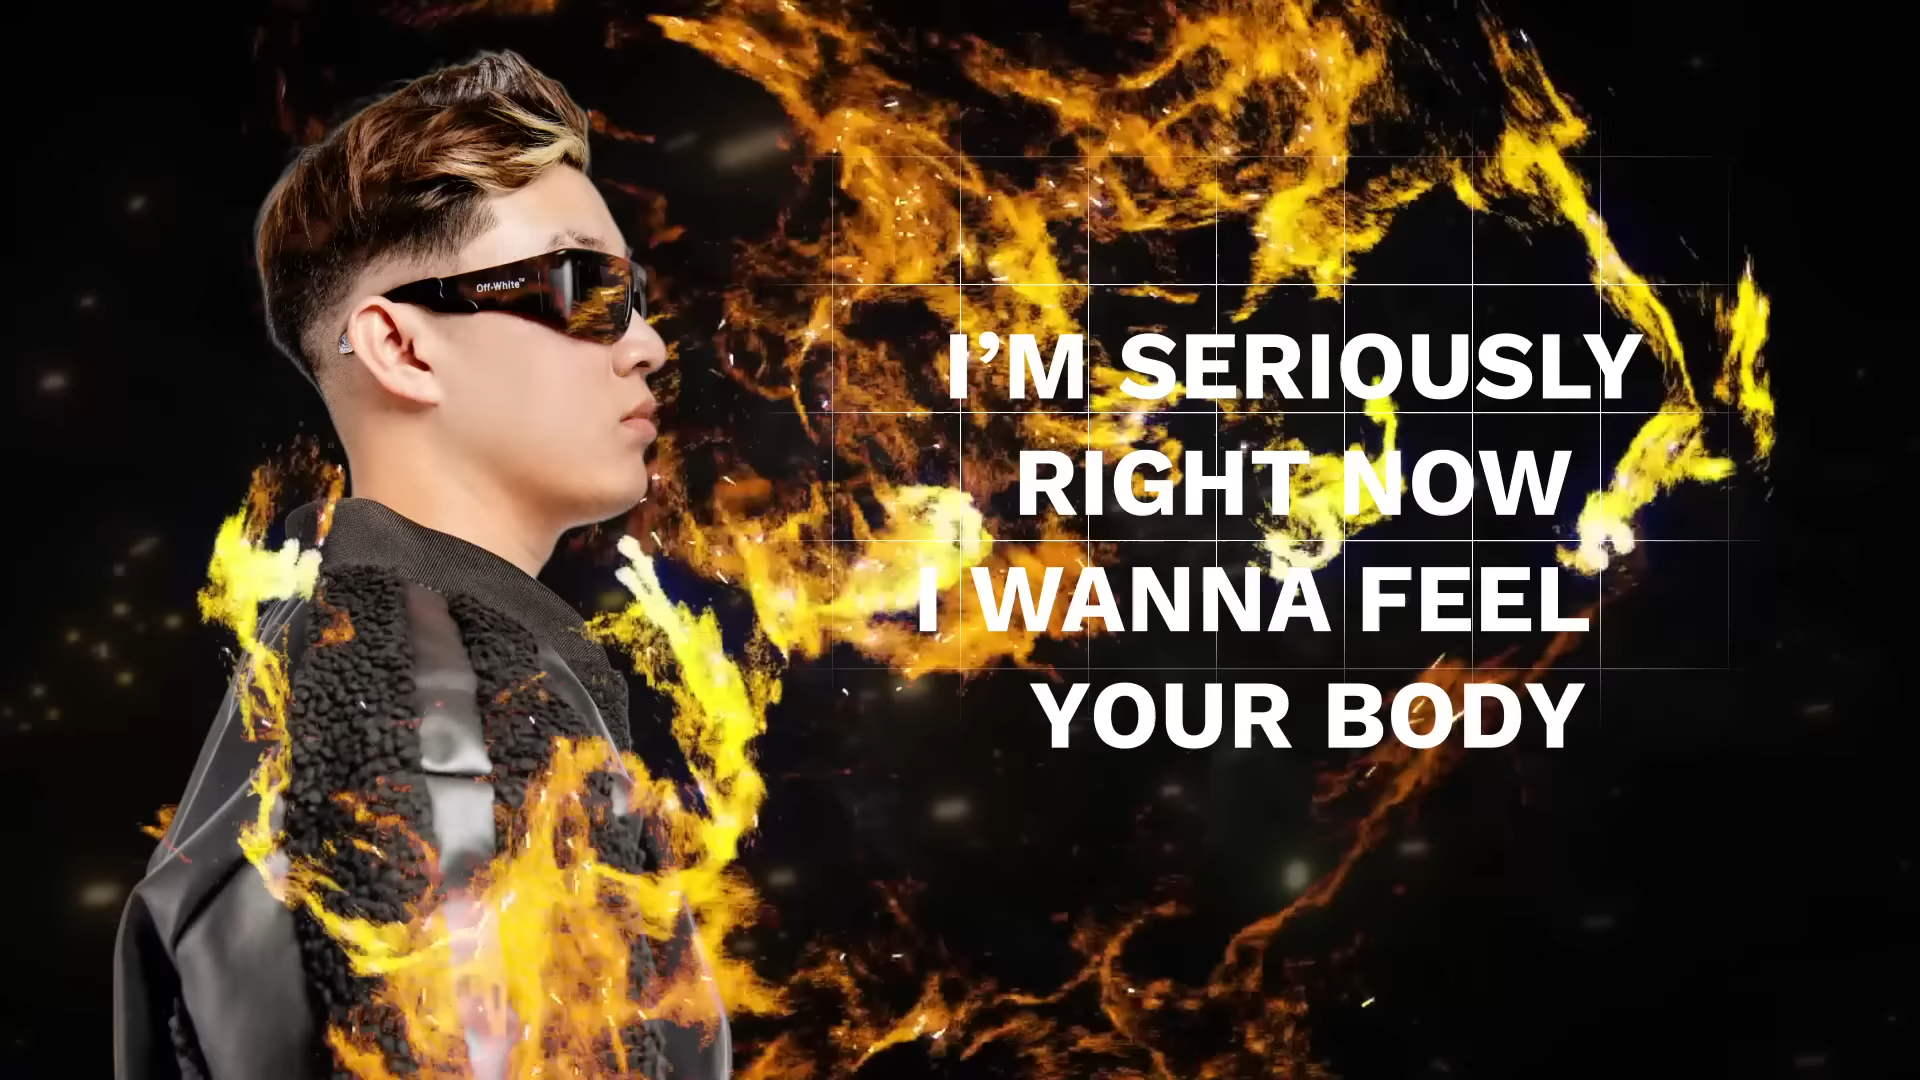 Off-White™
I’M SERIOUSLY
RIGHT NOW
I WANNA FEEL
YOUR BODY